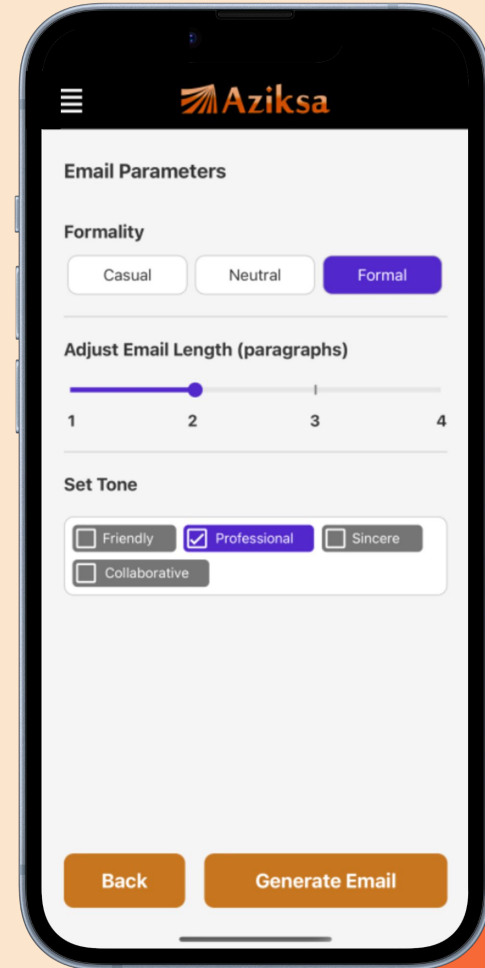 Aziksa
Email Parameters
Formality
Casual Neutral Formal
Adjust Email Length (paragraphs)
1 2 3 4
Set Tone
Friendly Professional Sincere
Collaborative
Back Generate Email